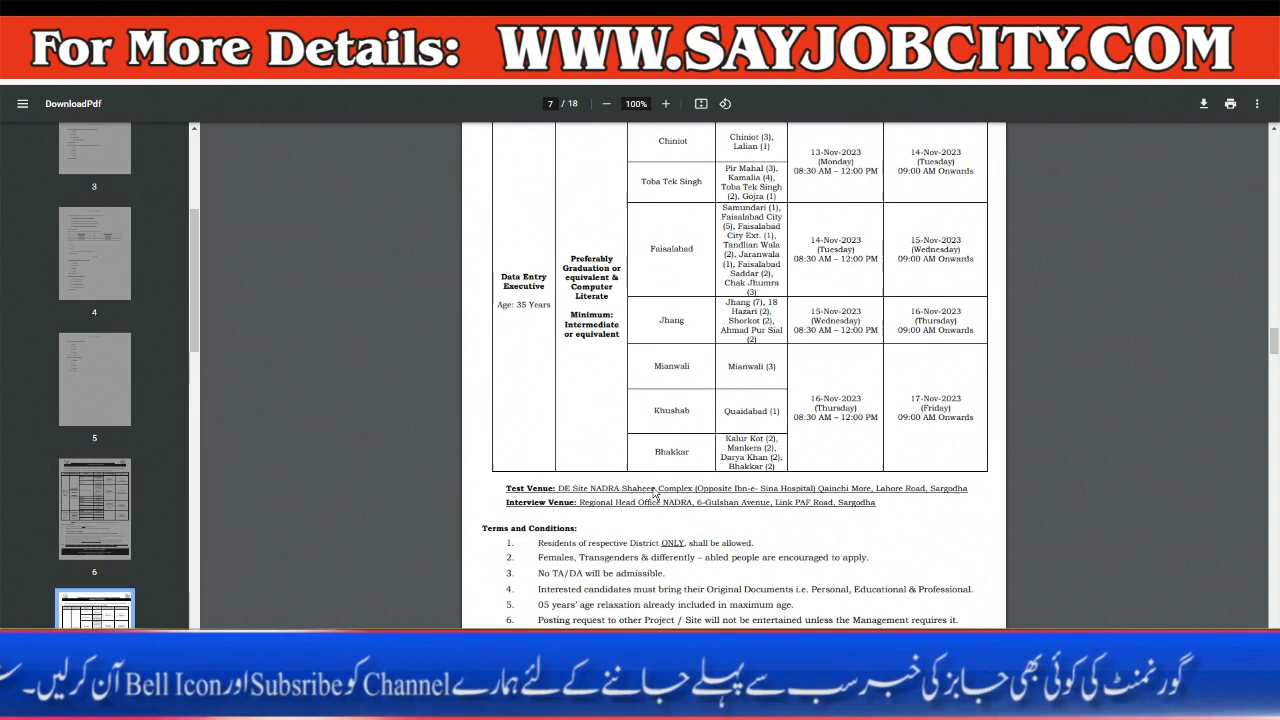 For More Details: WWW.SAYJOBCITY.COM
DownloadPdf
7 / 18
100%
3
4
5
6
Data Entry
Executive
Age: 35 Years
Preferably
Graduation or
equivalent &
Computer
Literate
Minimum:
Intermediate
or equivalent
Chiniot
Chiniot (3),
Lalian (1)
13-Nov-2023
(Monday)
08:30 AM – 12:00 PM
14-Nov-2023
(Tuesday)
09:00 AM Onwards
Toba Tek Singh
Pir Mahal (3),
Kamalia (4),
Toba Tek Singh
(2), Gojra (1)
Faisalabad
Samundari (1),
Faisalabad City
(5), Faisalabad
City Ext. (1),
Tandlian Wala
(2), Jaranwala
(1), Faisalabad
Saddar (2),
Chak Jhumra
(3)
14-Nov-2023
(Tuesday)
08:30 AM – 12:00 PM
15-Nov-2023
(Wednesday)
09:00 AM Onwards
Jhang
Jhang (7), 18
Hazari (2),
Shorkot (2),
Ahmad Pur Sial
(2)
15-Nov-2023
(Wednesday)
08:30 AM – 12:00 PM
16-Nov-2023
(Thursday)
09:00 AM Onwards
Mianwali
Mianwali (3)
16-Nov-2023
(Thursday)
08:30 AM – 12:00 PM
17-Nov-2023
(Friday)
09:00 AM Onwards
Khushab
Quaidabad (1)
Bhakkar
Kalur Kot (2),
Mankera (2),
Darya Khan (2),
Bhakkar (2)
Test Venue: DE Site NADRA Shaheen Complex (Opposite Ibn-e- Sina Hospital) Qainchi More, Lahore Road, Sargodha
Interview Venue: Regional Head Office NADRA, 6-Gulshan Avenue, Link PAF Road, Sargodha
Terms and Conditions:
1. Residents of respective District ONLY, shall be allowed.
2. Females, Transgenders & differently – abled people are encouraged to apply.
3. No TA/DA will be admissible.
4. Interested candidates must bring their Original Documents i.e. Personal, Educational & Professional.
5. 05 years' age relaxation already included in maximum age.
6. Posting request to other Project / Site will not be entertained unless the Management requires it.
گورنمنٹ کی کوئی بھی جابز کی خبر سب سے پہلے جاننے کے لئے ہمارے Channel کو Subsribe اور Bell Icon آن کرلیں۔